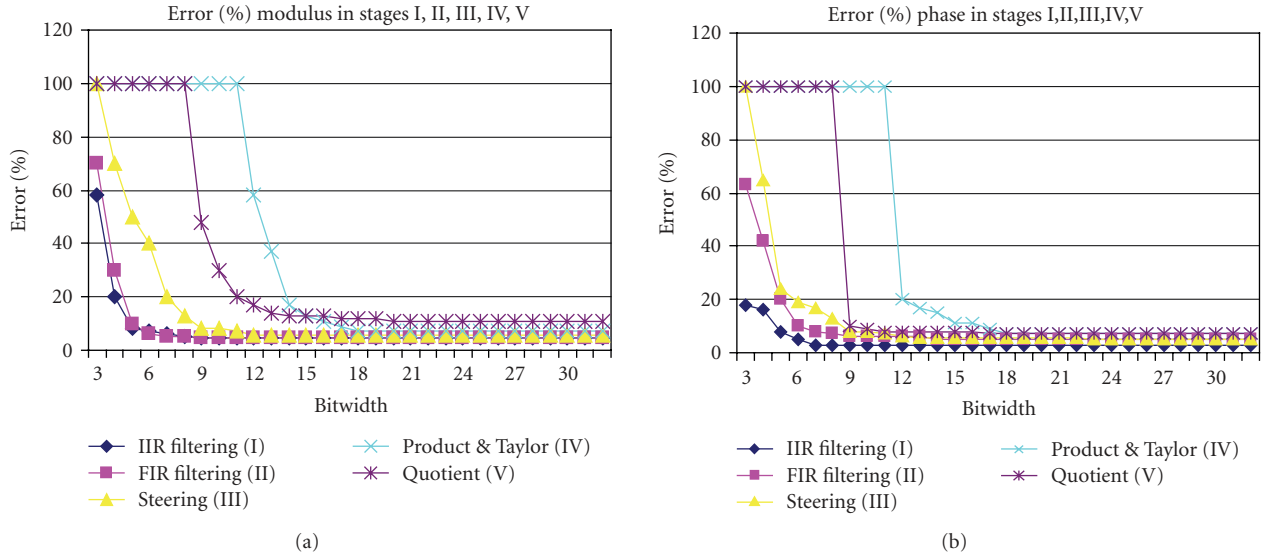 Error (%) modulus in stages I, II, III, IV, V
120
100
80
60
40
20
0
Error (%)
3 6 9 12 15 18 21 24 27 30
Bitwidth
IIR filtering (I)
FIR filtering (II)
Steering (III)
Product & Taylor (IV)
Quotient (V)
(a)
Error (%) phase in stages I,II,III,IV,V
120
100
80
60
40
20
0
Error (%)
3 6 9 12 15 18 21 24 27 30
Bitwidth
IIR filtering (I)
FIR filtering (II)
Steering (III)
Product & Taylor (IV)
Quotient (V)
(b)